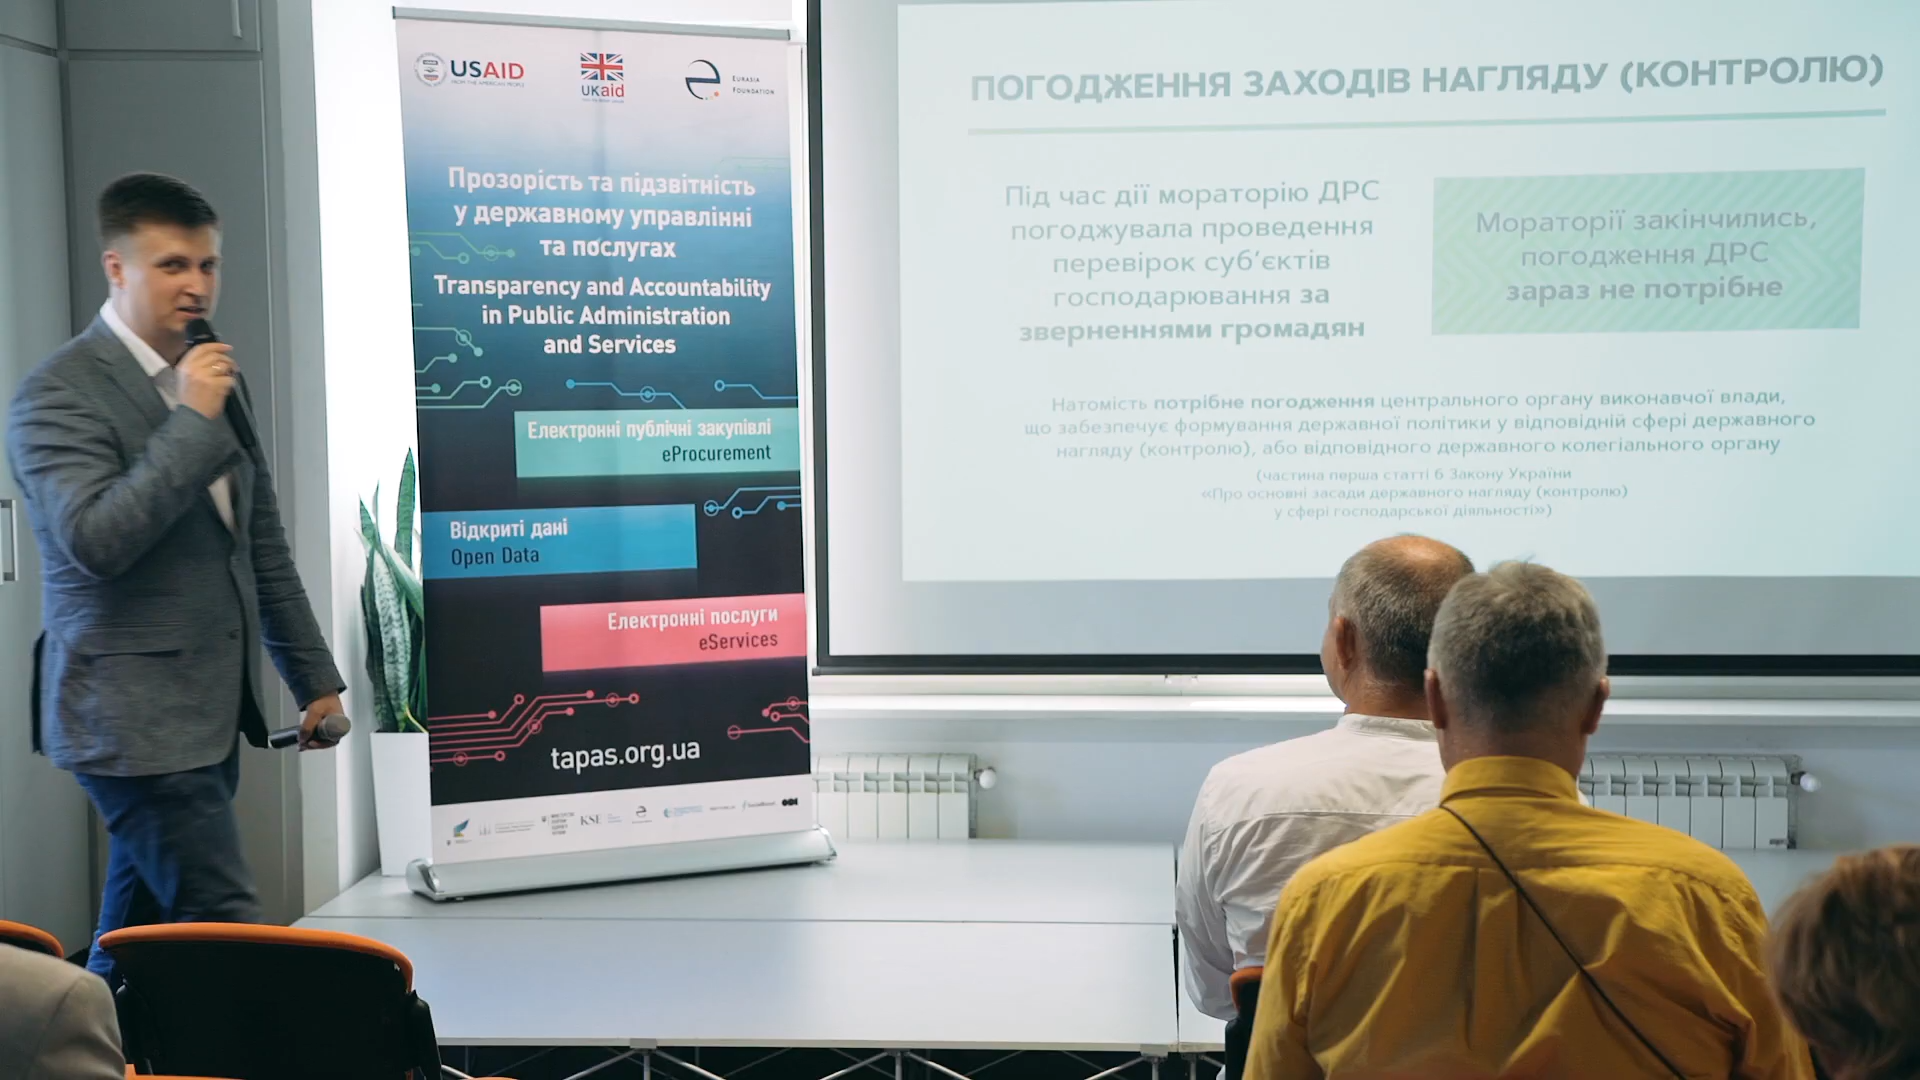 USAID
FROM THE AMERICAN PEOPLE
UKaid
EURASIA
FOUNDATION
Прозорість та підзвітність
у державному управлінні
та послугах
Transparency and Accountability
in Public Administration
and Services
Електронні публічні закупівлі
eProcurement
Відкриті дані
Open Data
Електронні послуги
eServices
tapas.org.ua
KSE
ПОГОДЖЕННЯ ЗАХОДІВ НАГЛЯДУ (КОНТРОЛЮ)
Під час дії мораторію ДРС
погоджувала проведення
перевірок суб’єктів
господарювання за
зверненнями громадян
Мораторії закінчились,
погодження ДРС
зараз не потрібне
Натомість потрібне погодження центрального органу виконавчої влади,
що забезпечує формування державної політики у відповідній сфері державного
нагляду (контролю), або відповідного державного колегіального органу
(частина перша статті 6 Закону України
«Про основні засади державного нагляду (контролю)
у сфері господарської діяльності»)